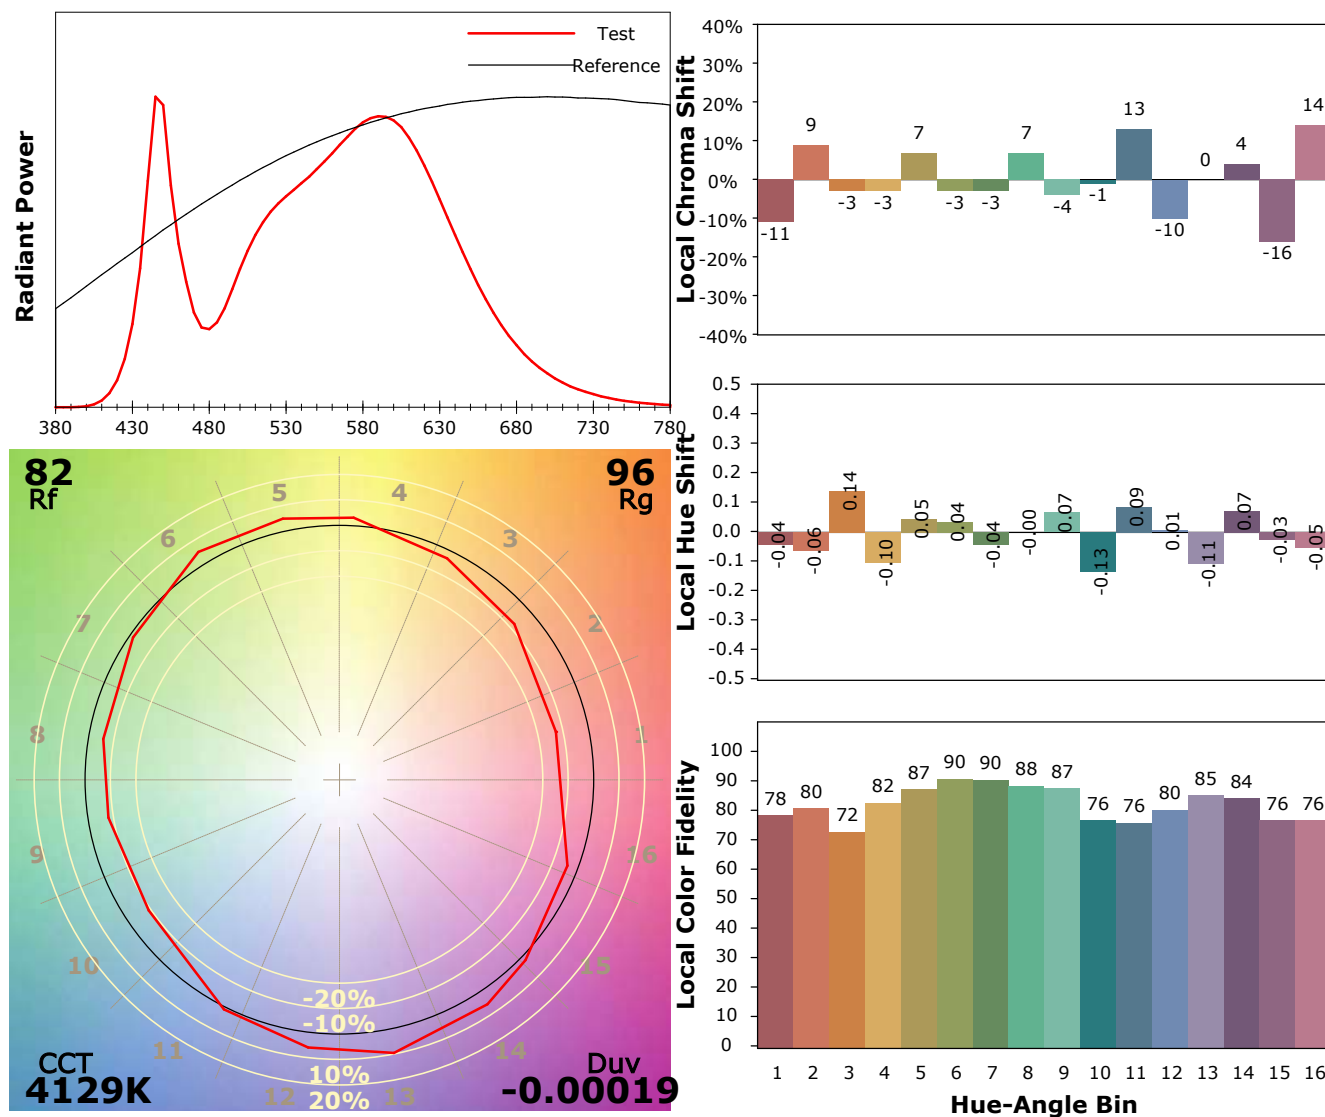 Test
Reference
Radiant Power
380 430 480 530 580 630 680 730 780
40%
30%
20%
10%
0%
-10%
-20%
-30%
-40%
Local Chroma Shift
-11 9 -3 -3 7 -3 -3 7 -4 -1 13 -10 0 4 -16 14
0.5
0.4
0.3
0.2
0.1
0.0
-0.1
-0.2
-0.3
-0.4
-0.5
Local Hue Shift
-0.04 -0.06 0.14 -0.10 0.05 0.04 -0.04 -0.00 0.07 -0.13 0.09 0.01 -0.11 0.07 -0.03 -0.05
82
Rf
96
Rg
5 4
6 3
7 2
8 1
9 16
10 15
11 14
12 13
-20%
-10%
10%
20%
CCT
4129K
Duv
-0.00019
100
90
80
70
60
50
40
30
20
10
0
Local Color Fidelity
78 80 72 82 87 90 90 88 87 76 76 80 85 84 76 76
1 2 3 4 5 6 7 8 9 10 11 12 13 14 15 16
Hue-Angle Bin